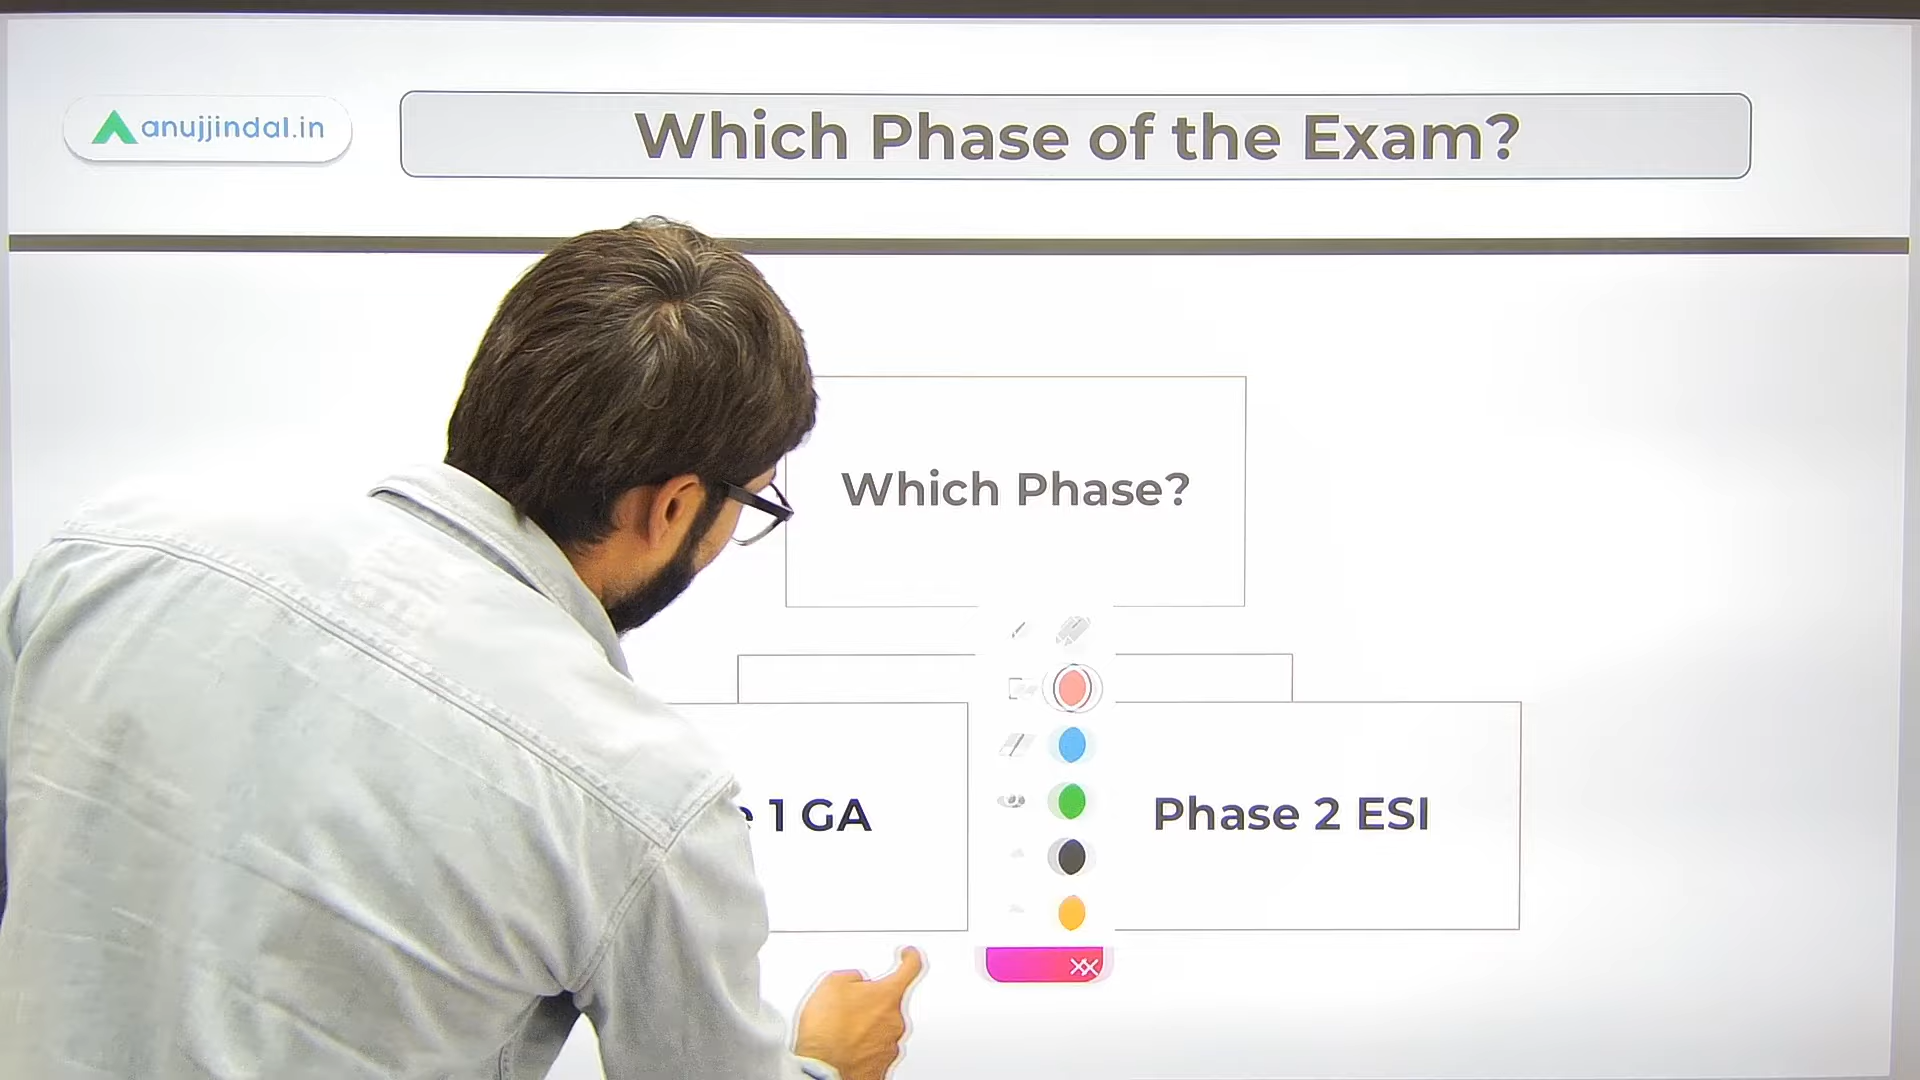 anujjindal.in
Which Phase of the Exam?
Which Phase?
1 GA
Phase 2 ESI